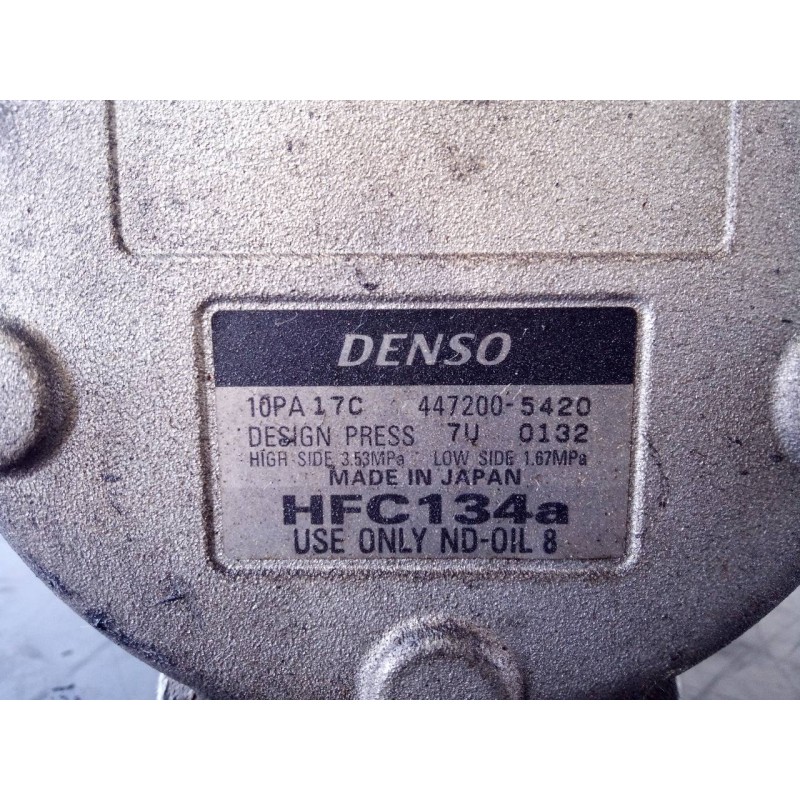 DENSO
10PA17C 447200-5420
DESIGN PRESS 7U 0132
HIGH SIDE 3.53MPa LOW SIDE 1.67MPa
MADE IN JAPAN
HFC134a
USE ONLY ND-OIL 8